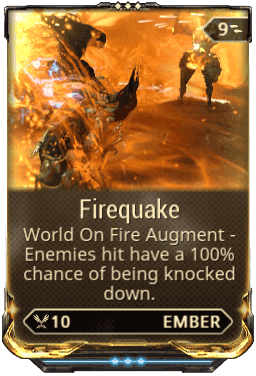 9
Firequake
World On Fire Augment -
Enemies hit have a 100%
chance of being knocked
down.
10 EMBER